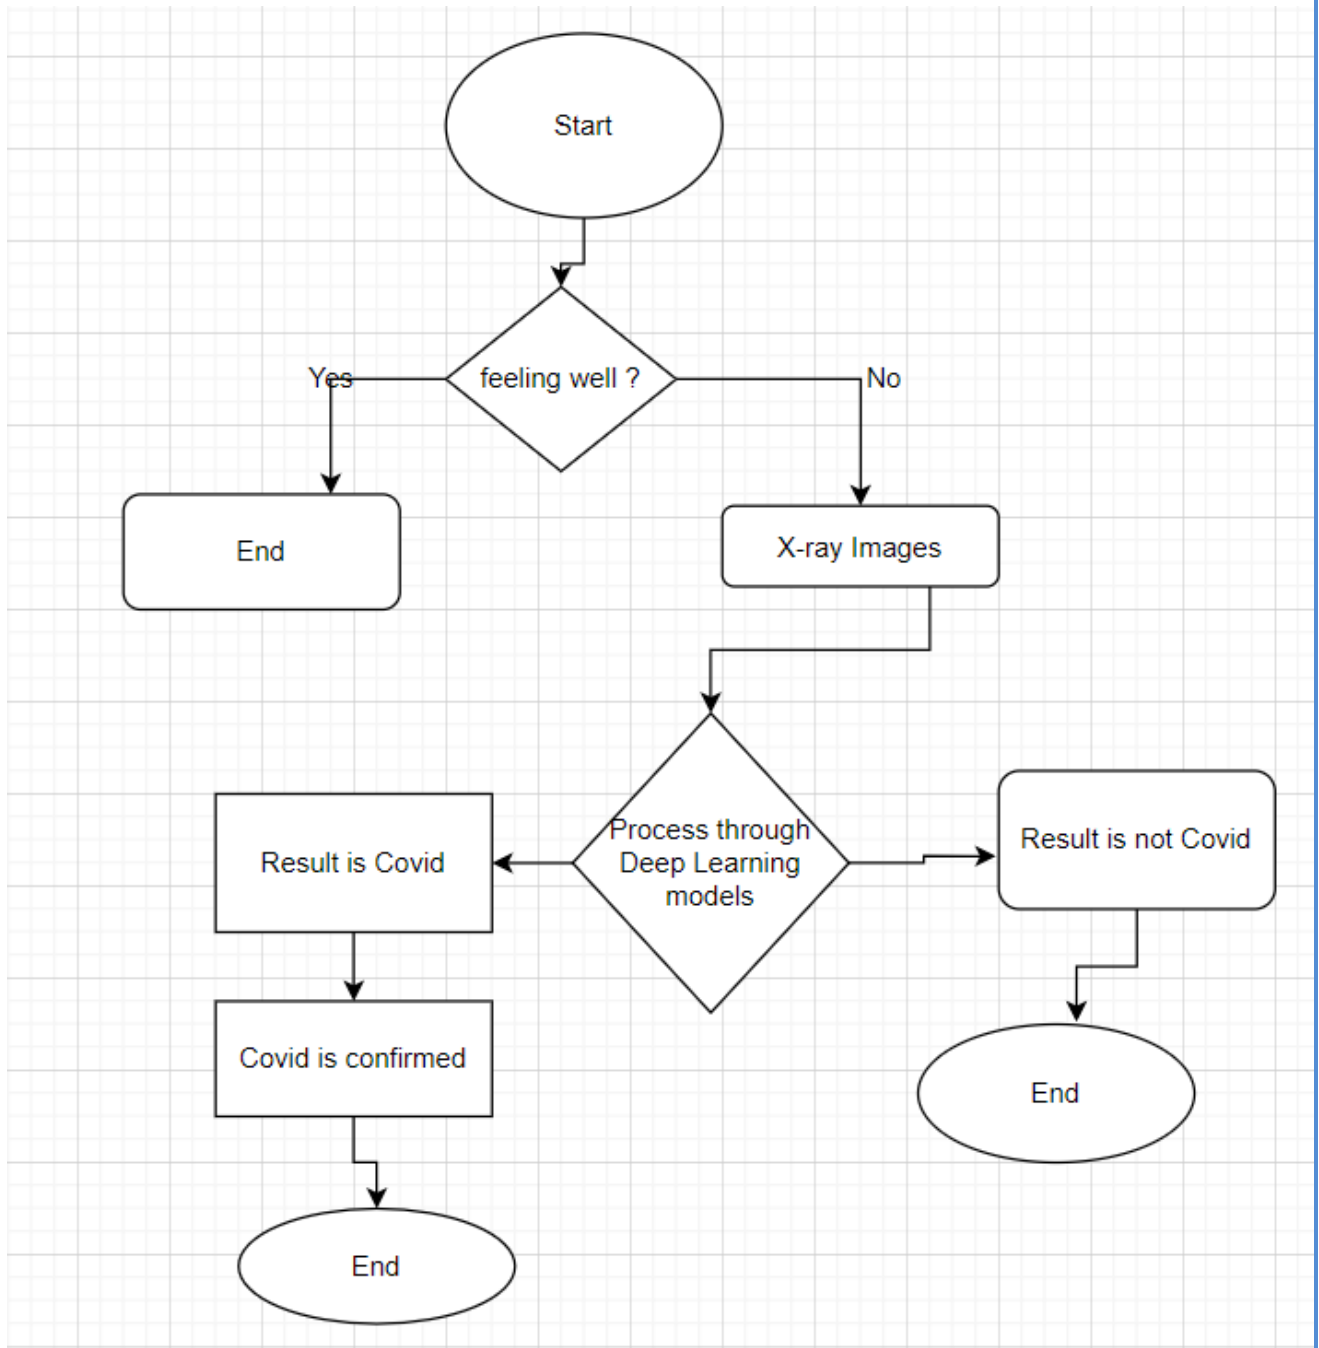 Start
Yes
feeling well ?
No
End
X-ray Images
Process through
Deep Learning
models
Result is Covid
Result is not Covid
Covid is confirmed
End
End